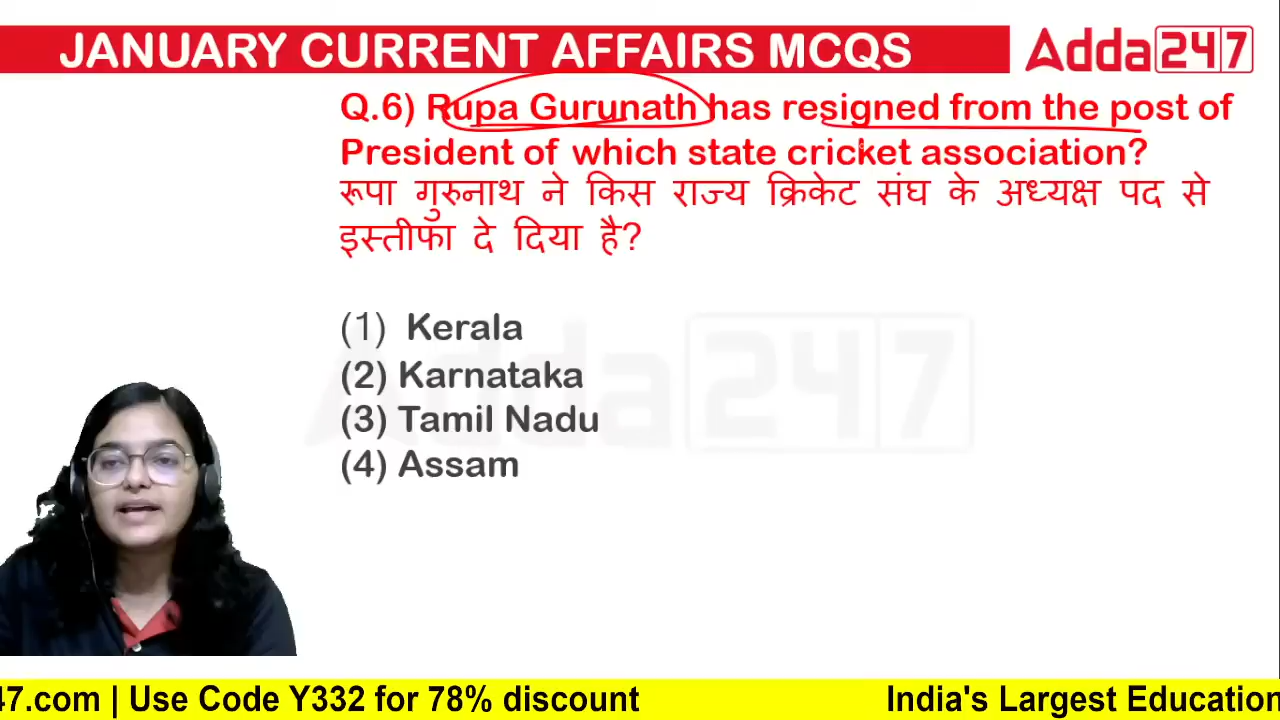 JANUARY CURRENT AFFAIRS MCQS
Adda247
Q.6) Rupa Gurunath has resigned from the post of
President of which state cricket association?
रूपा गुरुनाथ ने किस राज्य क्रिकेट संघ के अध्यक्ष पद से
इस्तीफा दे दिया है?
(1) Kerala
(2) Karnataka
(3) Tamil Nadu
(4) Assam
Adda247
47.com | Use Code Y332 for 78% discount India's Largest Education